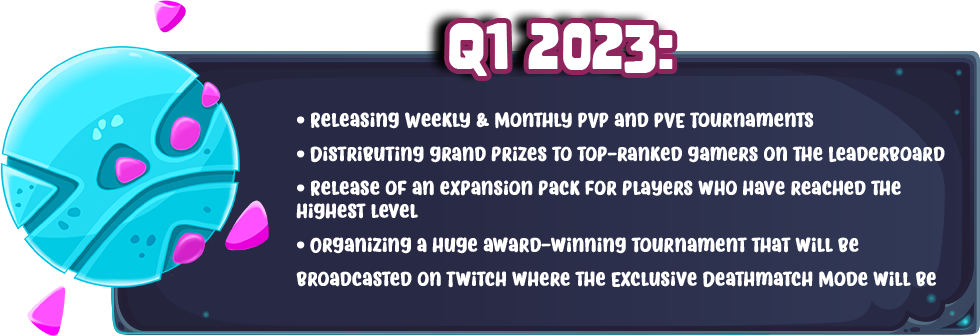 Q1 2023:
• Releasing Weekly & Monthly PVP and PVE Tournaments
• Distributing grand prizes to top-ranked gamers on the leaderboard
• Release of an expansion pack for players who have reached the
highest level
• Organizing a huge award-winning tournament that will be
broadcasted on Twitch where the exclusive Deathmatch Mode will be